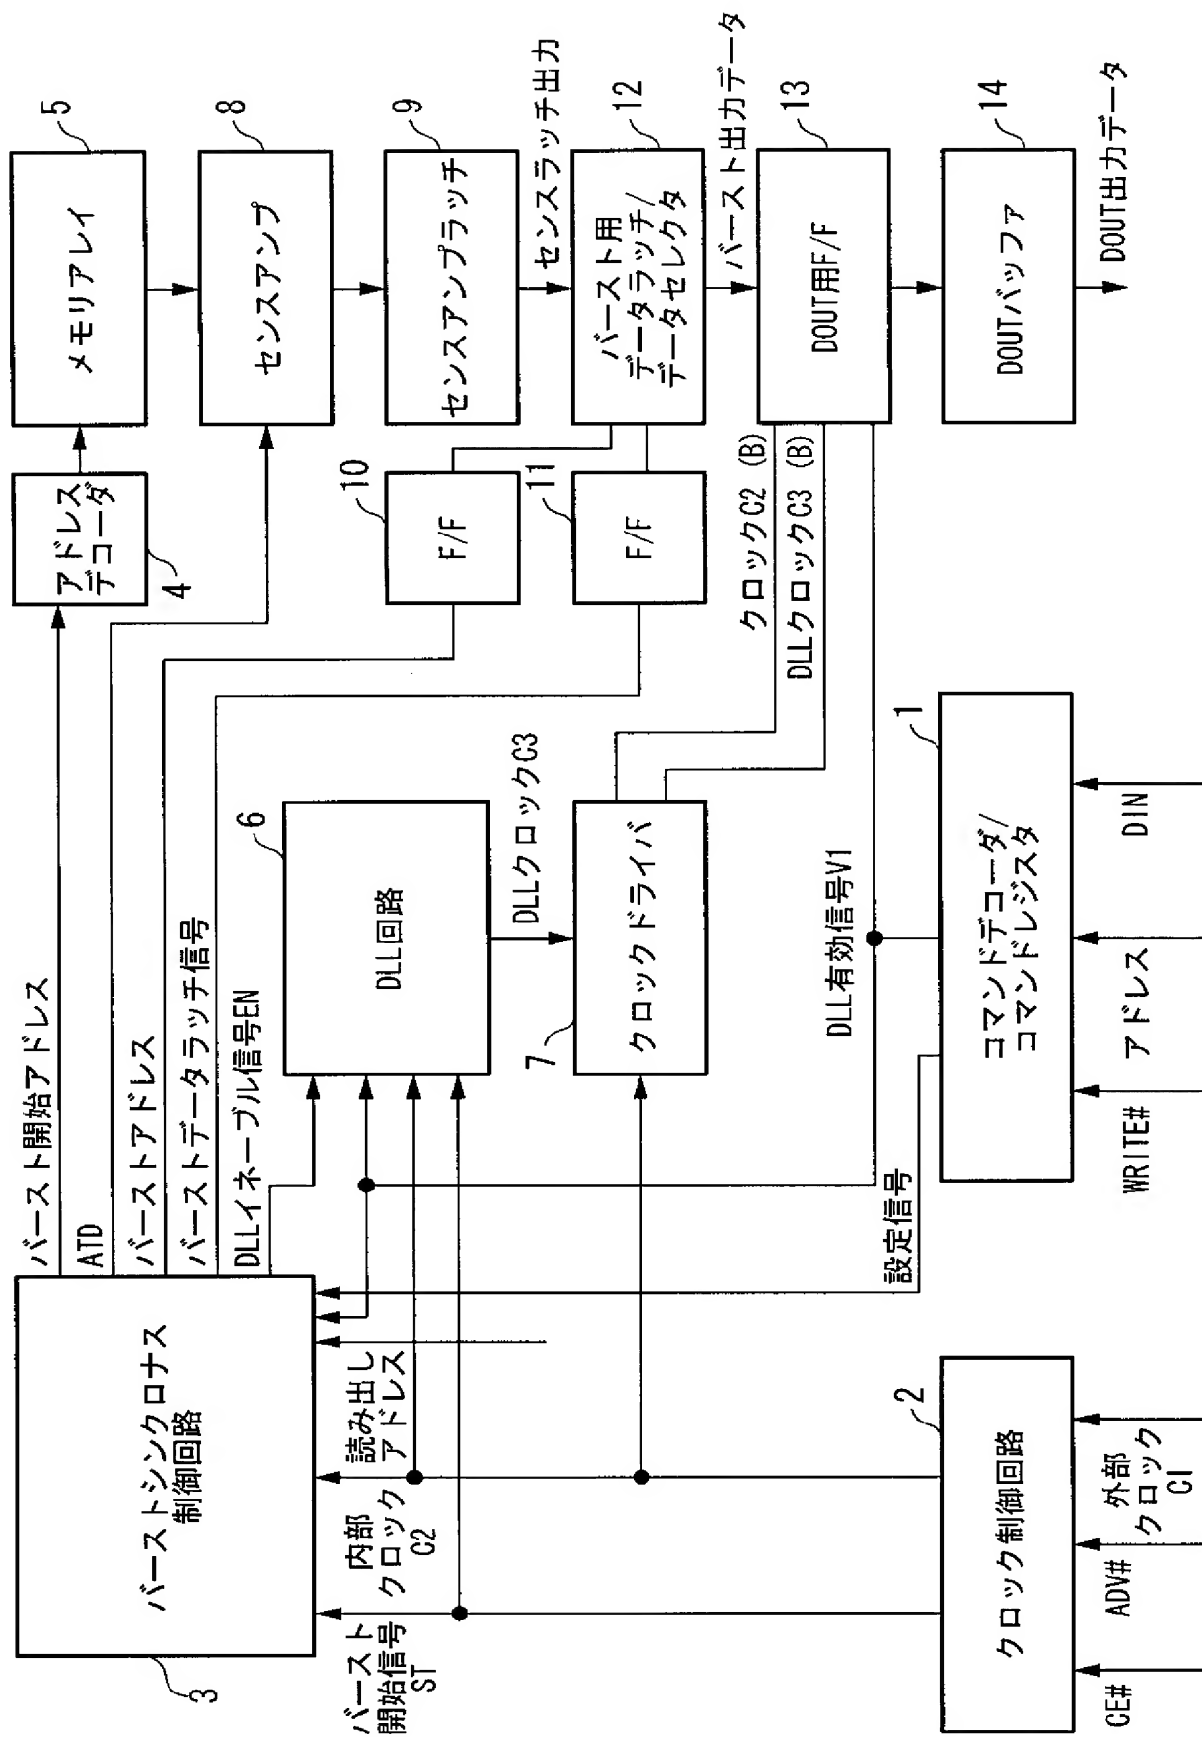 バースト開始アドレス
ATD
バーストアドレス
バーストデータラッチ信号
DLLイネーブル信号EN
バーストシンクロナス
制御回路
3
アドレス
デコーダ
4
メモリアレイ
5
センスアンプ
8
センスアンプラッチ
9
センスラッチ出力
F/F
10
F/F
11
バースト用
データラッチ/
データセレクタ
12
バースト出力データ
DOUT用F/F
13
DOUTバッファ
14
DOUT出力データ
DLL回路
6
DLLクロックC3
クロックドライバ
7
クロックC2 (B)
DLLクロックC3 (B)
DLL有効信号V1
読み出し
アドレス
内部
クロック
C2
バースト
開始信号
ST
設定信号
クロック制御回路
2
CE#
ADV#
外部
クロック
C1
コマンドデコーダ/
コマンドレジスタ
1
WRITE#
アドレス
DIN